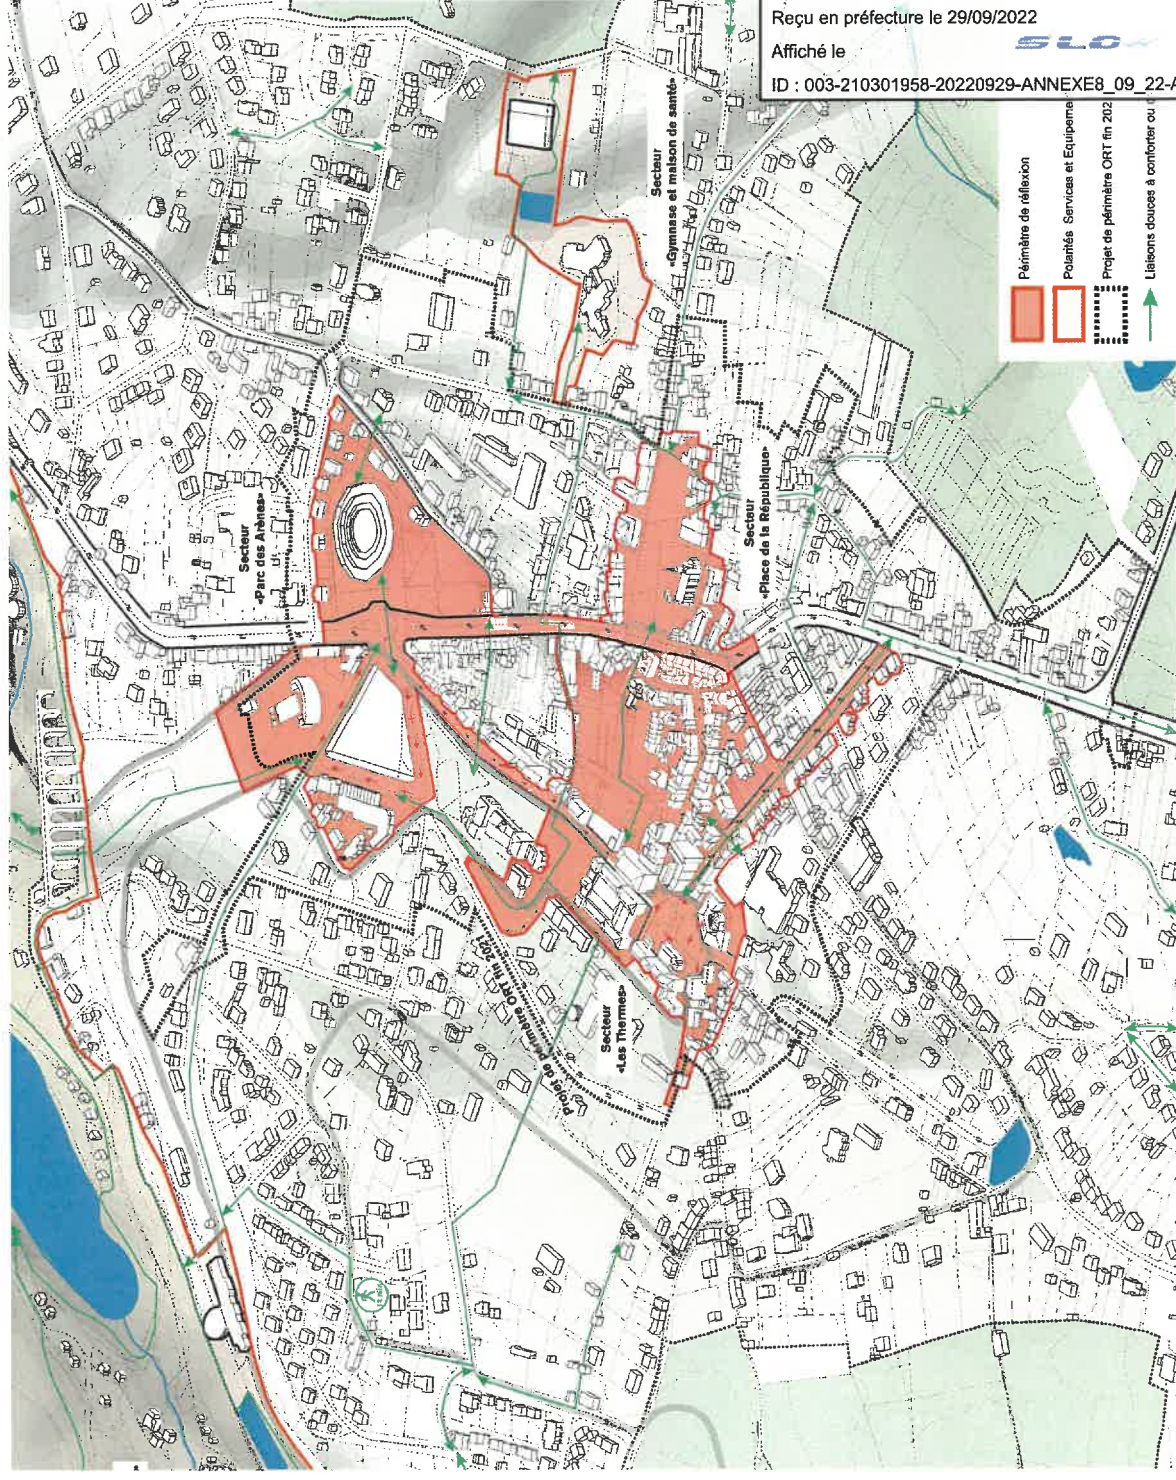 Reçu en préfecture le 29/09/2022
Affiché le
SLO
ID : 003-210301958-20220929-ANNEXE8_09_22-A
Secteur
«Gymnase et maison de santé»
Secteur
«Parc des Arènes»
Secteur
«Place de la République»
Secteur
«Les Thermes»
Projet de périmètre ORT fin 202
Périmètre de réflexion
Polarités Services et Equipeme
Projet de périmètre ORT fin 202
Liaisons douces à conforter ou